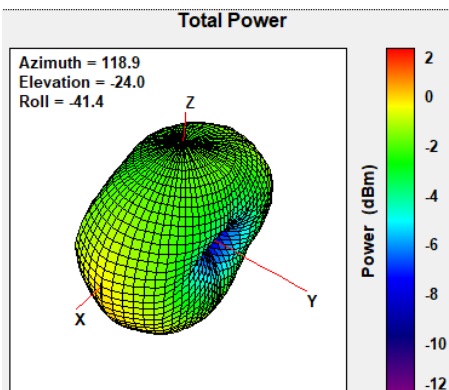 Total Power
Azimuth = 118.9
Elevation = -24.0
Roll = -41.4
Z
X
Y
Power (dBm)
2
0
-2
-4
-6
-8
-10
-12